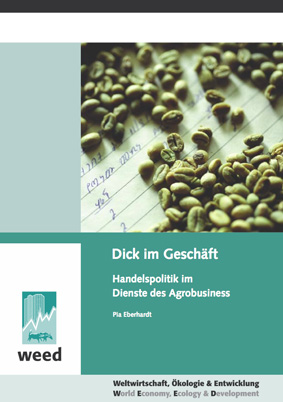 Dick im Geschäft
Handelspolitik im
Dienste des Agrobusiness
Pia Eberhardt
weed
Weltwirtschaft, Ökologie & Entwicklung
World Economy, Ecology & Development